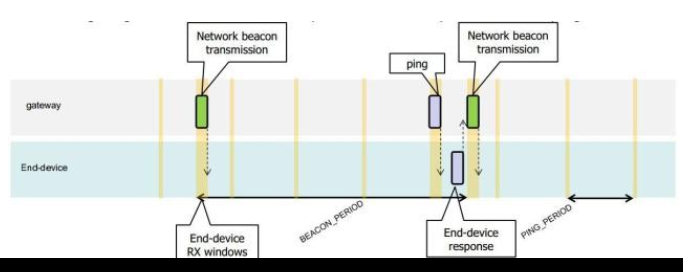 Network beacon
transmission
Network beacon
transmission
ping
gateway
End-device
BEACON_PERIOD
PING_PERIOD
End-device
RX windows
End-device
response